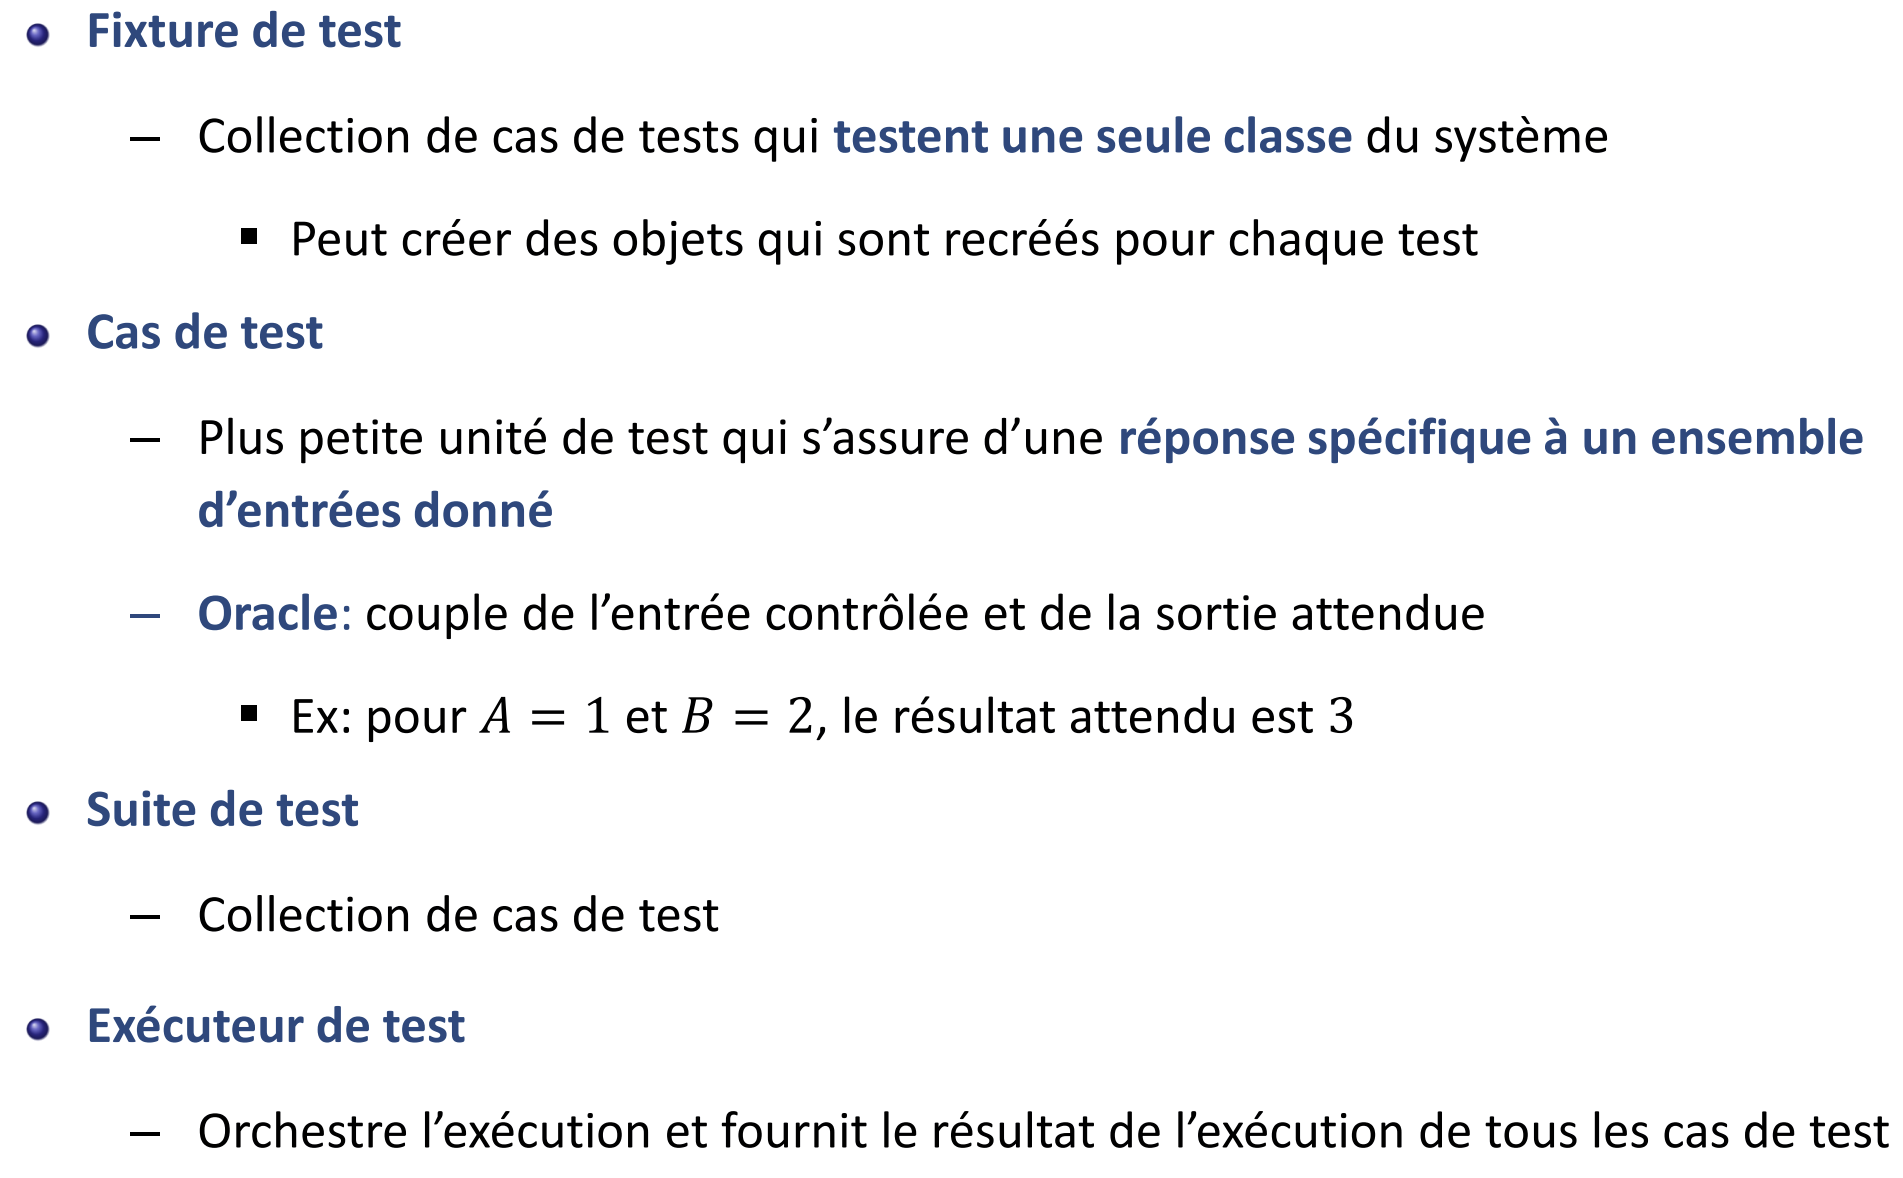 Fixture de test
– Collection de cas de tests qui testent une seule classe du système
▪ Peut créer des objets qui sont recréés pour chaque test
Cas de test
– Plus petite unité de test qui s’assure d’une réponse spécifique à un ensemble
d’entrées donné
– Oracle: couple de l’entrée contrôlée et de la sortie attendue
▪ Ex: pour A = 1 et B = 2, le résultat attendu est 3
Suite de test
– Collection de cas de test
Exécuteur de test
– Orchestre l’exécution et fournit le résultat de l’exécution de tous les cas de test